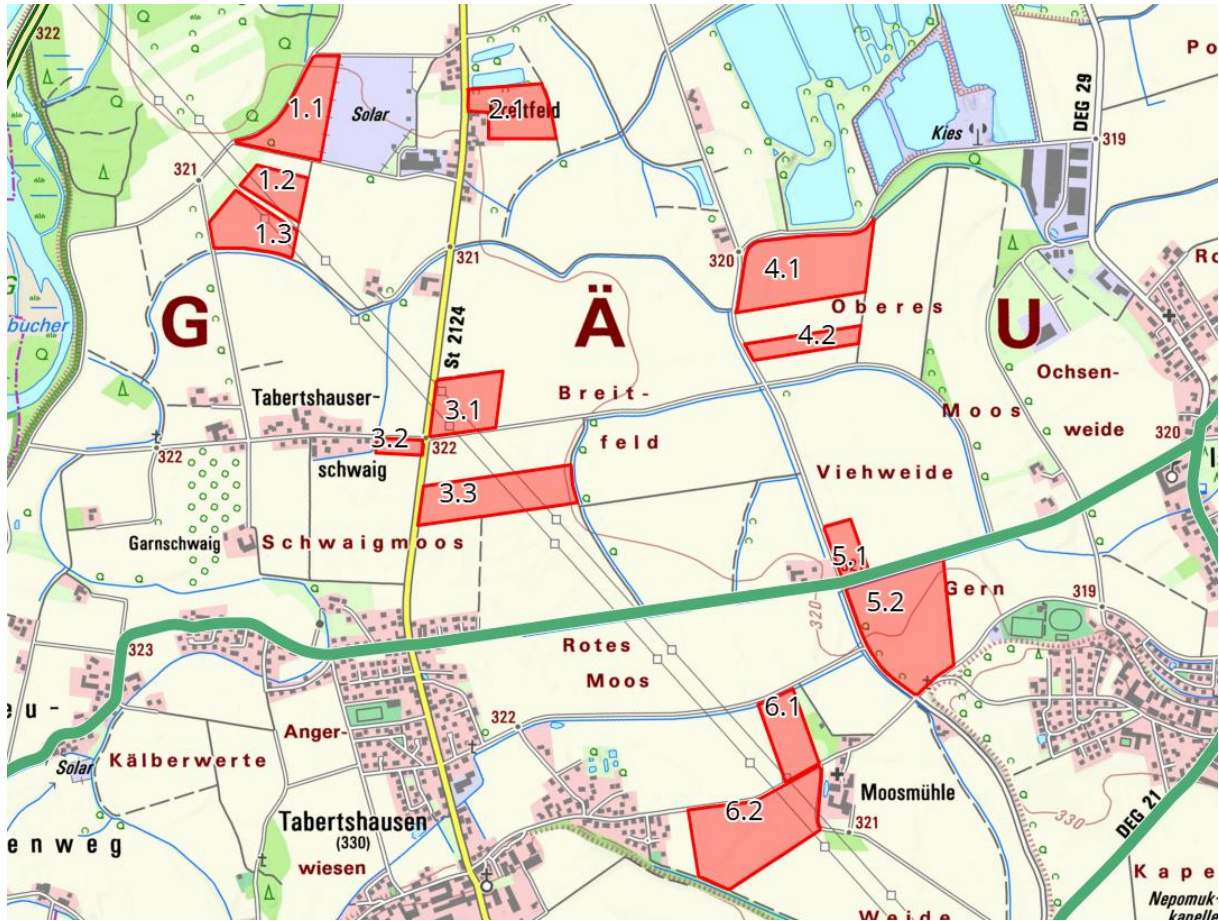 322
Po
1.1
Solar
2.1
Kies
DEG 29
319
321
1.2
1.3
321
320
4.1
Ro
G
Ä
U
Oberes
4.2
bucher
St 2124
Ochsen-
weide
Tabertshauser-
schwaig
3.1
3.2
322
322
Breit-
feld
Moos
320
3.3
Viehweide
Garnschwaig
Schwaigmoos
5.1
5.2
Gern
320
319
323
Rotes
Moos
6.1
322
eu-
Anger-
Kälberwerte
Solar
6.2
Moosmühle
321
Tabertshausen
(330)
wiesen
enweg
330
DEG 21
Kape
Nepomuk-
kapelle
Weide